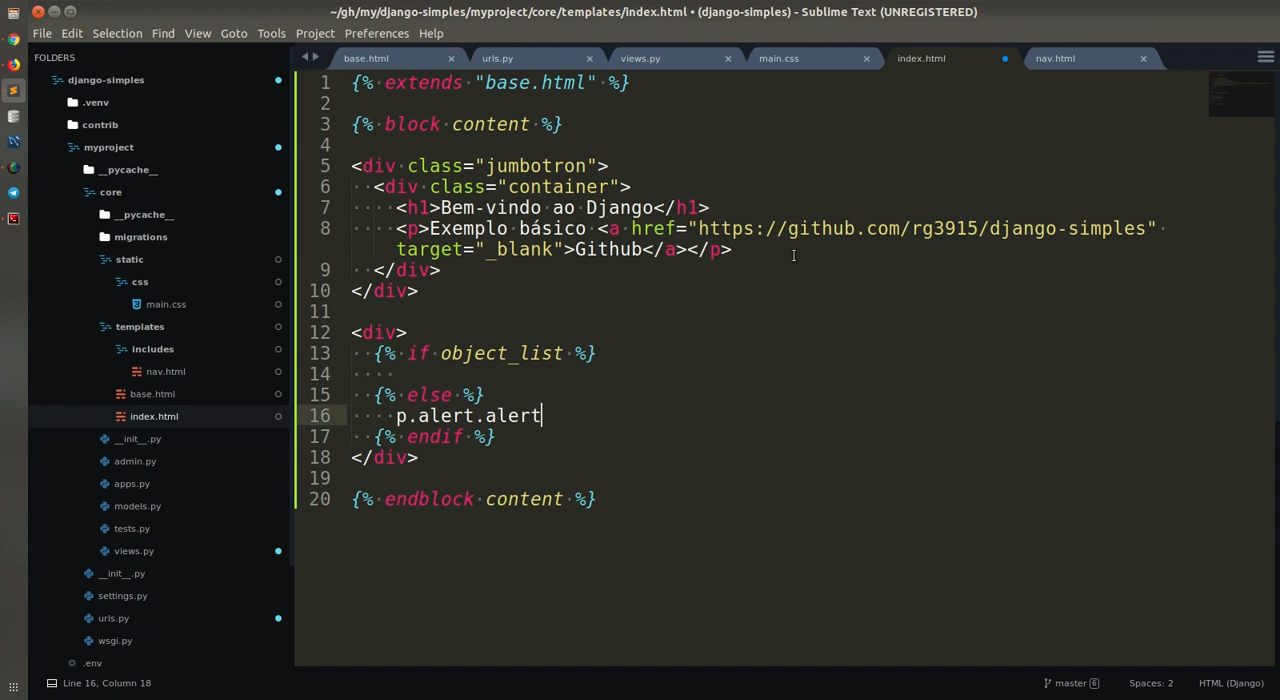 ~/gh/my/django-simples/myproject/core/templates/index.html • (django-simples) - Sublime Text (UNREGISTERED)
File Edit Selection Find View Goto Tools Project Preferences Help
FOLDERS
django-simples
.venv
contrib
myproject
__pycache__
core
__pycache__
migrations
static
css
main.css
templates
includes
nav.html
base.html
index.html
__init__.py
admin.py
apps.py
models.py
tests.py
views.py
__init__.py
settings.py
urls.py
wsgi.py
.env
base.html urls.py views.py main.css index.html nav.html
1 {% extends "base.html" %}
2
3 {% block content %}
4
5 <div class="jumbotron">
6 <div class="container">
7 <h1>Bem-vindo ao Django</h1>
8 <p>Exemplo básico <a href="https://github.com/rg3915/django-simples"
target="_blank">Github</a></p>
9 </div>
10 </div>
11
12 <div>
13 {% if object_list %}
14
15 {% else %}
16 p.alert.alert
17 {% endif %}
18 </div>
19
20 {% endblock content %}
Line 16, Column 18 master 6 Spaces: 2 HTML (Django)